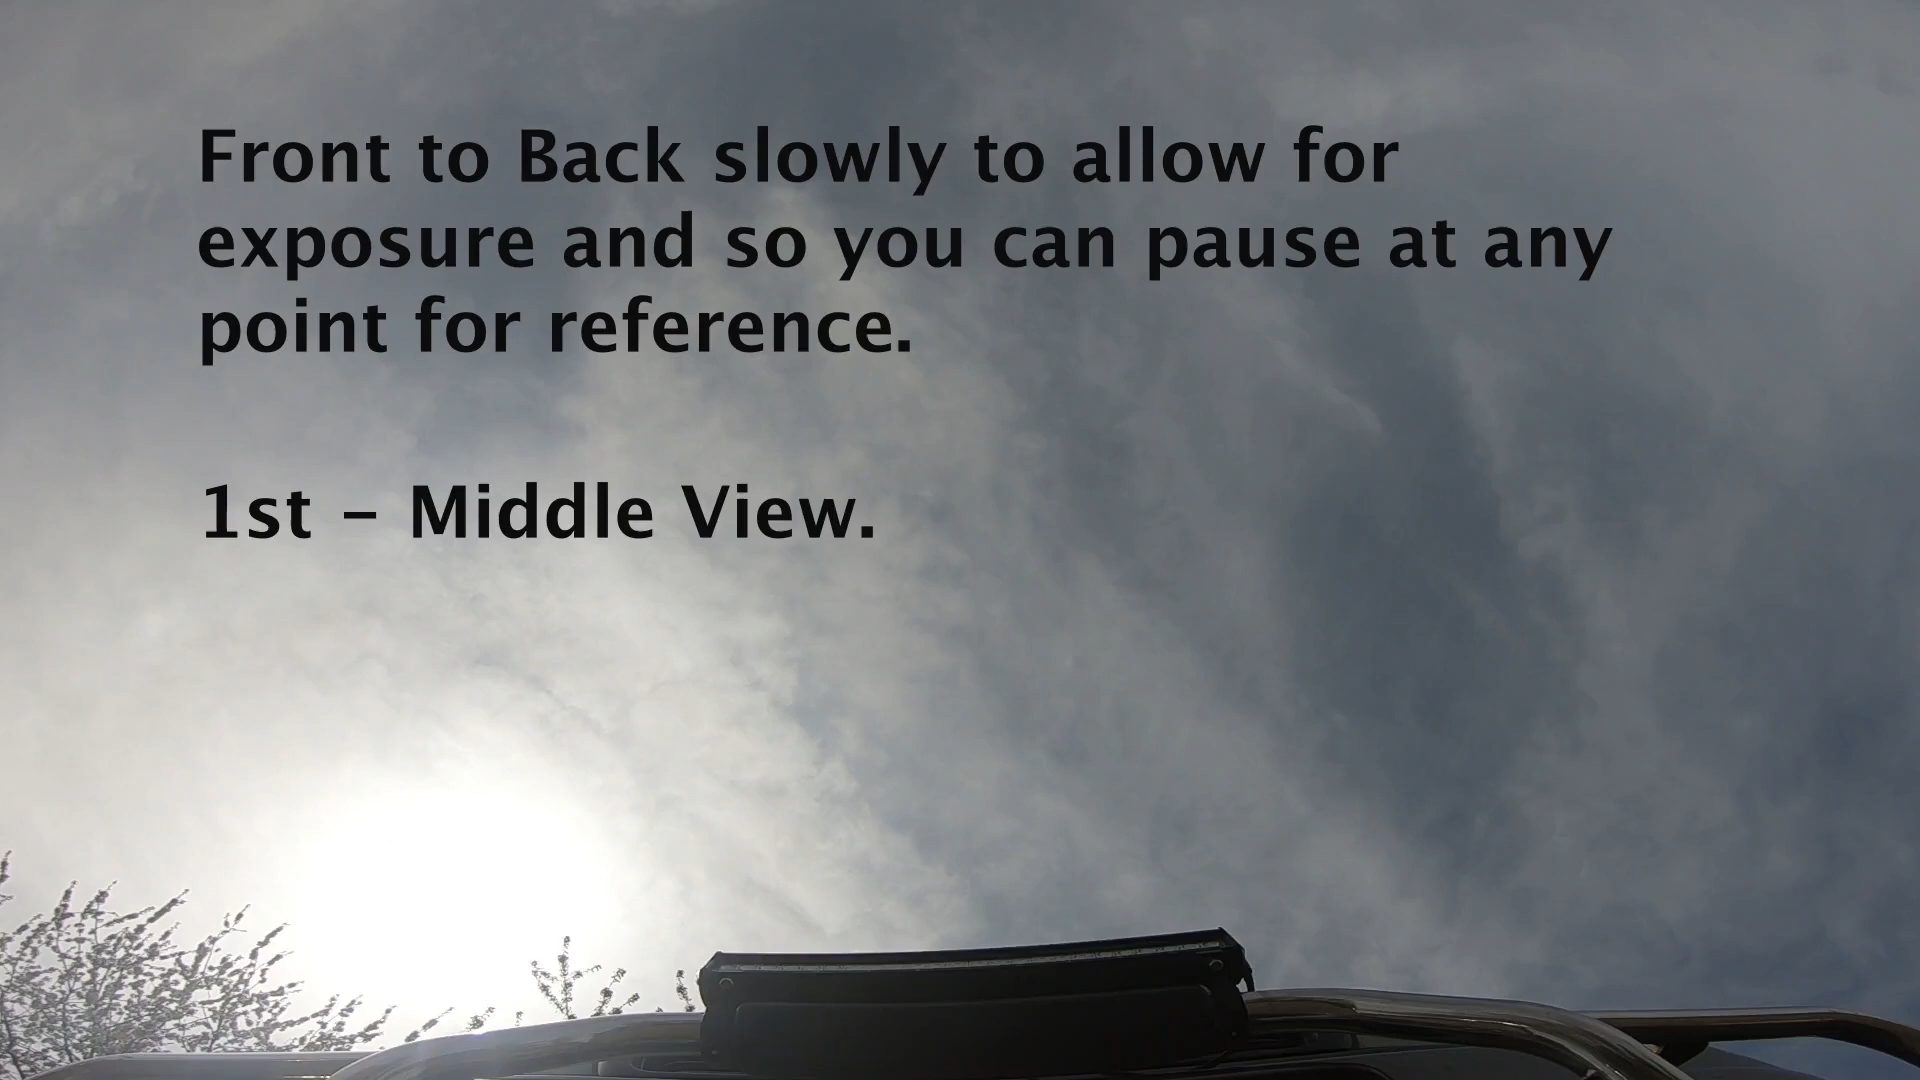 Front to Back slowly to allow for
exposure and so you can pause at any
point for reference.
1st – Middle View.